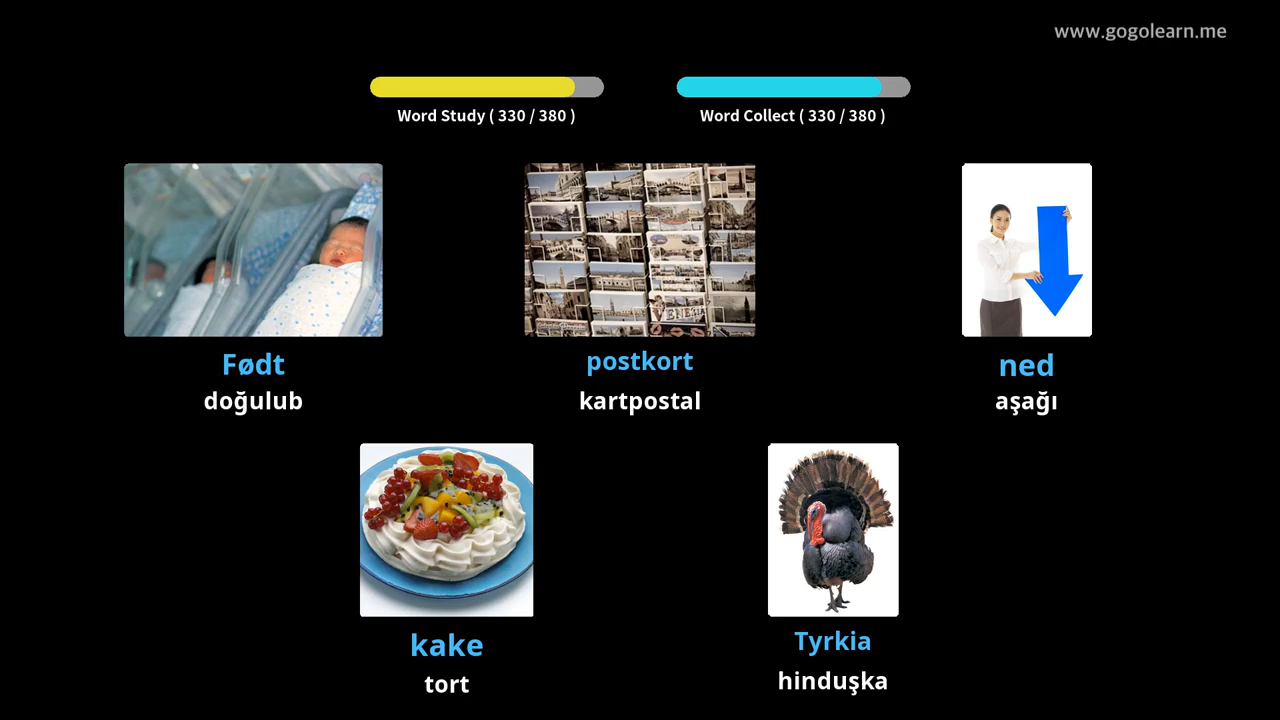 www.gogolearn.me
Word Study ( 330 / 380 )
Word Collect ( 330 / 380 )
Født
doğulub
postkort
kartpostal
ned
aşağı
kake
tort
Tyrkia
hinduşka
VENEZIA